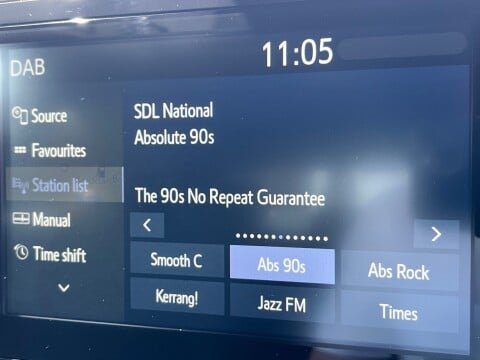 DAB
11:05
Source
Favourites
Station list
Manual
Time shift
SDL National
Absolute 90s
The 90s No Repeat Guarantee
Smooth C
Abs 90s
Abs Rock
Kerrang!
Jazz FM
Times